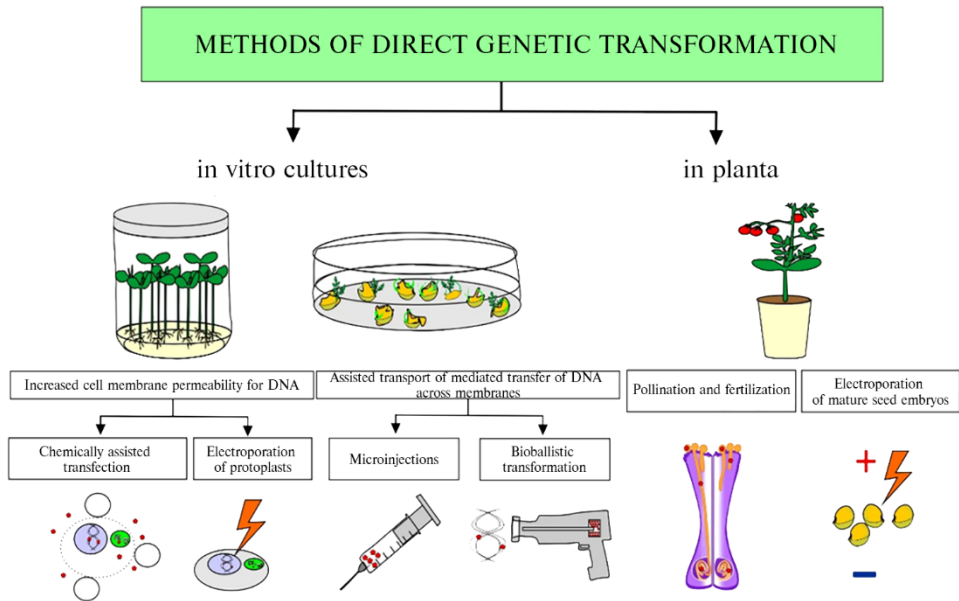 METHODS OF DIRECT GENETIC TRANSFORMATION
in vitro cultures
in planta
Increased cell membrane permeability for DNA
Assisted transport of mediated transfer of DNA
across membranes
Pollination and fertilization
Electroporation
of mature seed embryos
Chemically assisted
transfection
Electroporation
of protoplasts
Microinjections
Bioballistic
transformation
+
−